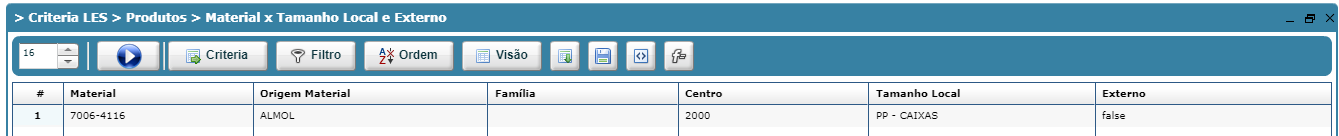 > Criteria LES > Produtos > Material x Tamanho Local e Externo
16 Criteria Filtro Ordem Visão
# Material Origem Material Família Centro Tamanho Local Externo
1 7006-4116 ALMOL 2000 PP - CAIXAS false